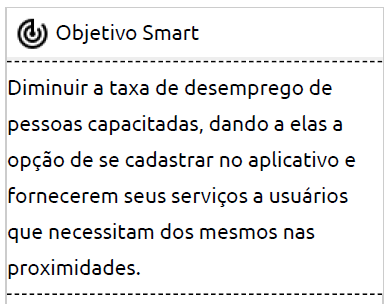 Objetivo Smart
Diminuir a taxa de desemprego de
pessoas capacitadas, dando a elas a
opção de se cadastrar no aplicativo e
fornecerem seus serviços a usuários
que necessitam dos mesmos nas
proximidades.